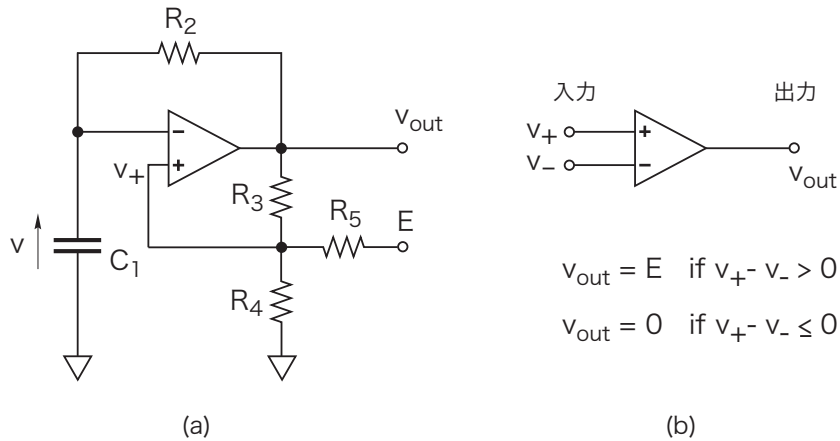 R2
vout
v+
R3
R5
E
v
C1
R4
(a)
入力
出力
v+
v-
vout
vout = E if v+- v- > 0
vout = 0 if v+- v- ≤ 0
(b)